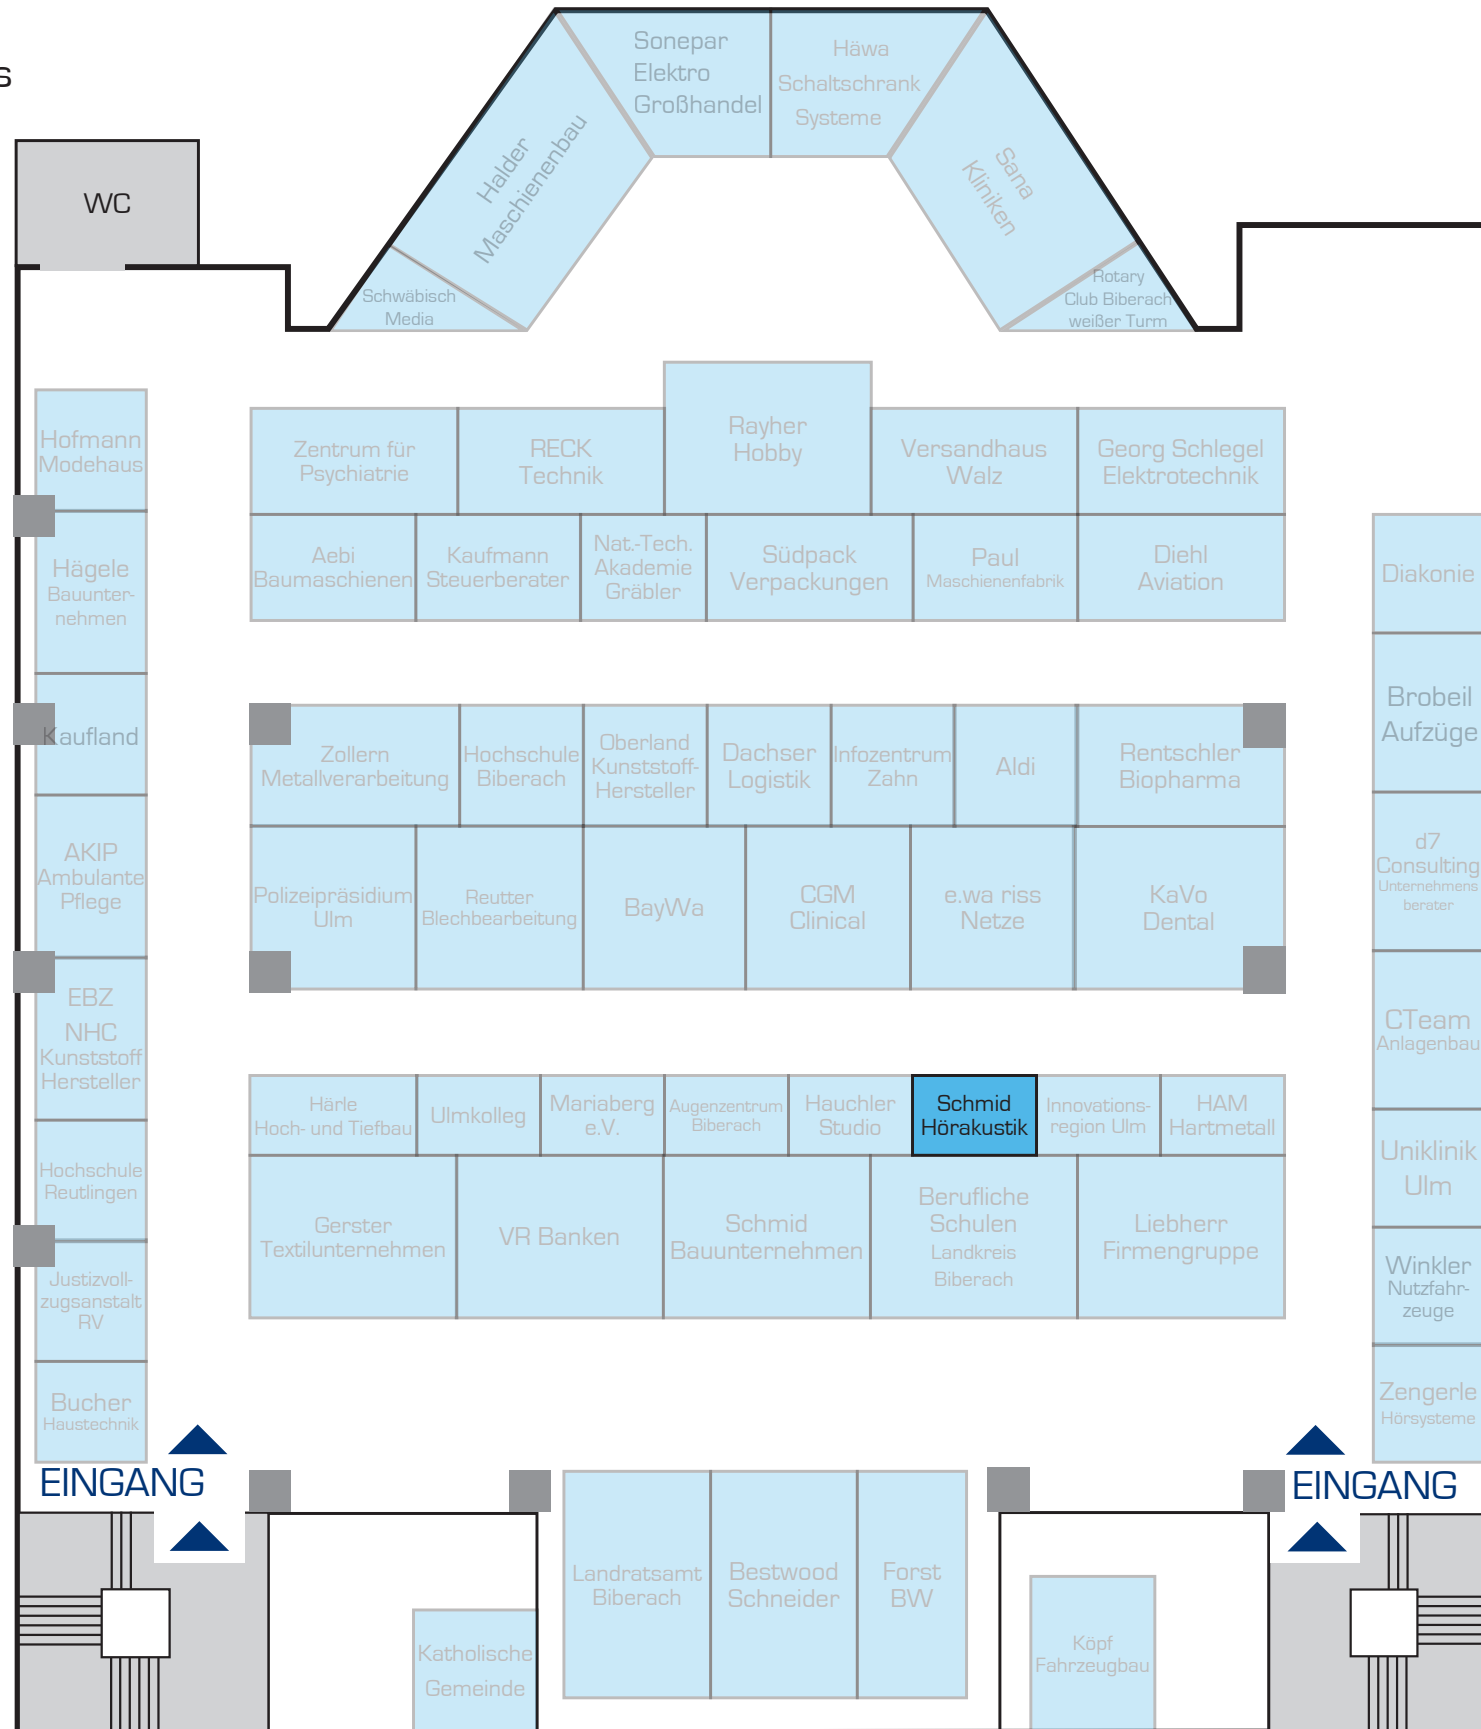 s
WC
Sonepar
Elektro
Großhandel
Häwa
Schaltschrank
Systeme
Halder
Maschienenbau
Sana
Kliniken
Schwäbisch
Media
Rotary
Club Biberach
weißer Turm
Hofmann
Modehaus
Hägele
Bauunter-
nehmen
Kaufland
AKIP
Ambulante
Pflege
EBZ
NHC
Kunststoff
Hersteller
Hochschule
Reutlingen
Justizvoll-
zugsanstalt
RV
Bucher
Haustechnik
Zentrum für
Psychiatrie
RECK
Technik
Rayher
Hobby
Versandhaus
Walz
Georg Schlegel
Elektrotechnik
Aebi
Baumaschienen
Kaufmann
Steuerberater
Nat.-Tech.
Akademie
Gräbler
Südpack
Verpackungen
Paul
Maschienenfabrik
Diehl
Aviation
Zollern
Metallverarbeitung
Hochschule
Biberach
Oberland
Kunststoff-
Hersteller
Dachser
Logistik
Infozentrum
Zahn
Aldi
Rentschler
Biopharma
Polizeipräsidium
Ulm
Reutter
Blechbearbeitung
BayWa
CGM
Clinical
e.wa riss
Netze
KaVo
Dental
Härle
Hoch- und Tiefbau
Ulmkolleg
Mariaberg
e.V.
Augenzentrum
Biberach
Hauchler
Studio
Schmid
Hörakustik
Innovations-
region Ulm
HAM
Hartmetall
Gerster
Textilunternehmen
VR Banken
Schmid
Bauunternehmen
Berufliche
Schulen
Landkreis
Biberach
Liebherr
Firmengruppe
Diakonie
Brobeil
Aufzüge
d7
Consulting
Unternehmens
berater
CTeam
Anlagenbau
Uniklinik
Ulm
Winkler
Nutzfahr-
zeuge
Zengerle
Hörsysteme
EINGANG
EINGANG
Landratsamt
Biberach
Bestwood
Schneider
Forst
BW
Katholische
Gemeinde
Köpf
Fahrzeugbau